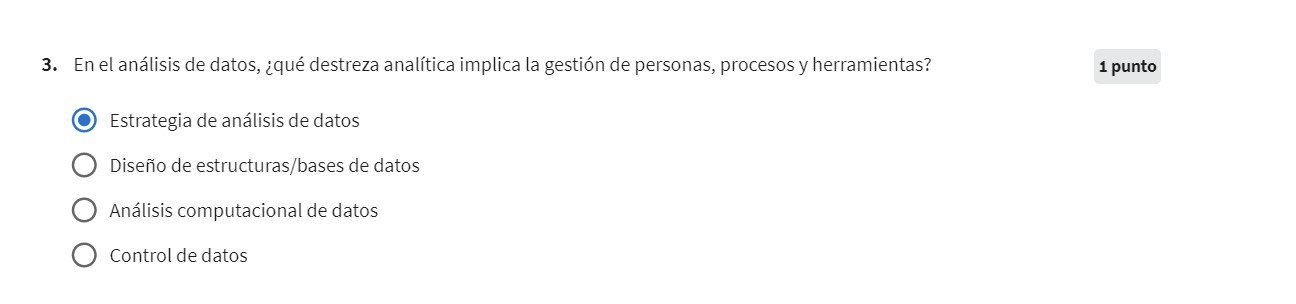 3. En el análisis de datos, ¿qué destreza analítica implica la gestión de personas, procesos y herramientas? 1 punto
Estrategia de análisis de datos
Diseño de estructuras/bases de datos
Análisis computacional de datos
Control de datos